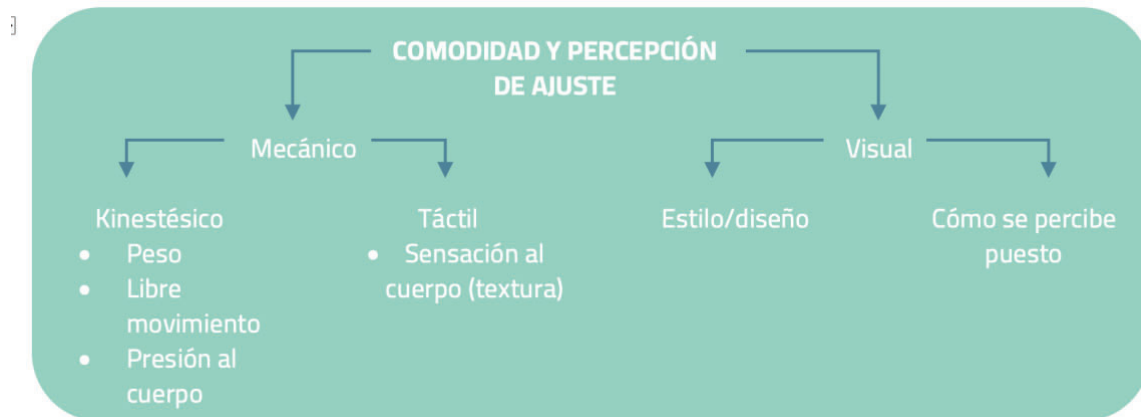 COMODIDAD Y PERCEPCIÓN
DE AJUSTE
Mecánico
Visual
Kinestésico
• Peso
• Libre
movimiento
• Presión al
cuerpo
Táctil
• Sensación al
cuerpo (textura)
Estilo/diseño
Cómo se percibe
puesto